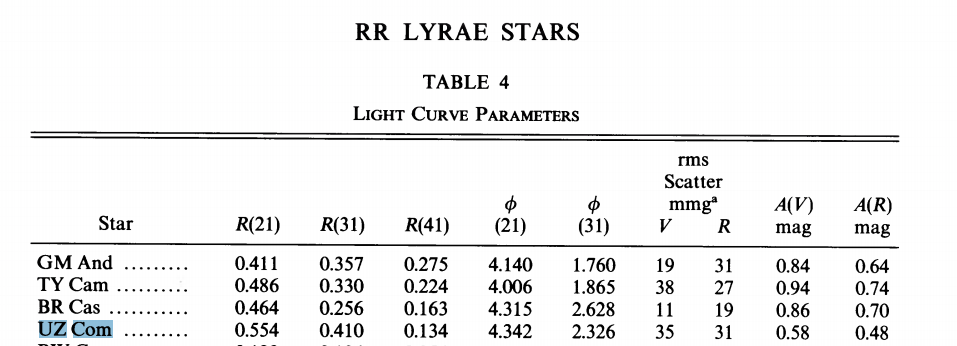 RR LYRAE STARS
TABLE 4
LIGHT CURVE PARAMETERS
rms
Scatter
ϕ ϕ mmgᵃ A(V) A(R)
Star R(21) R(31) R(41) (21) (31) V R mag mag
GM And ......... 0.411 0.357 0.275 4.140 1.760 19 31 0.84 0.64
TY Cam .......... 0.486 0.330 0.224 4.006 1.865 38 27 0.94 0.74
BR Cas ........... 0.464 0.256 0.163 4.315 2.628 11 19 0.86 0.70
UZ Com ......... 0.554 0.410 0.134 4.342 2.326 35 31 0.58 0.48